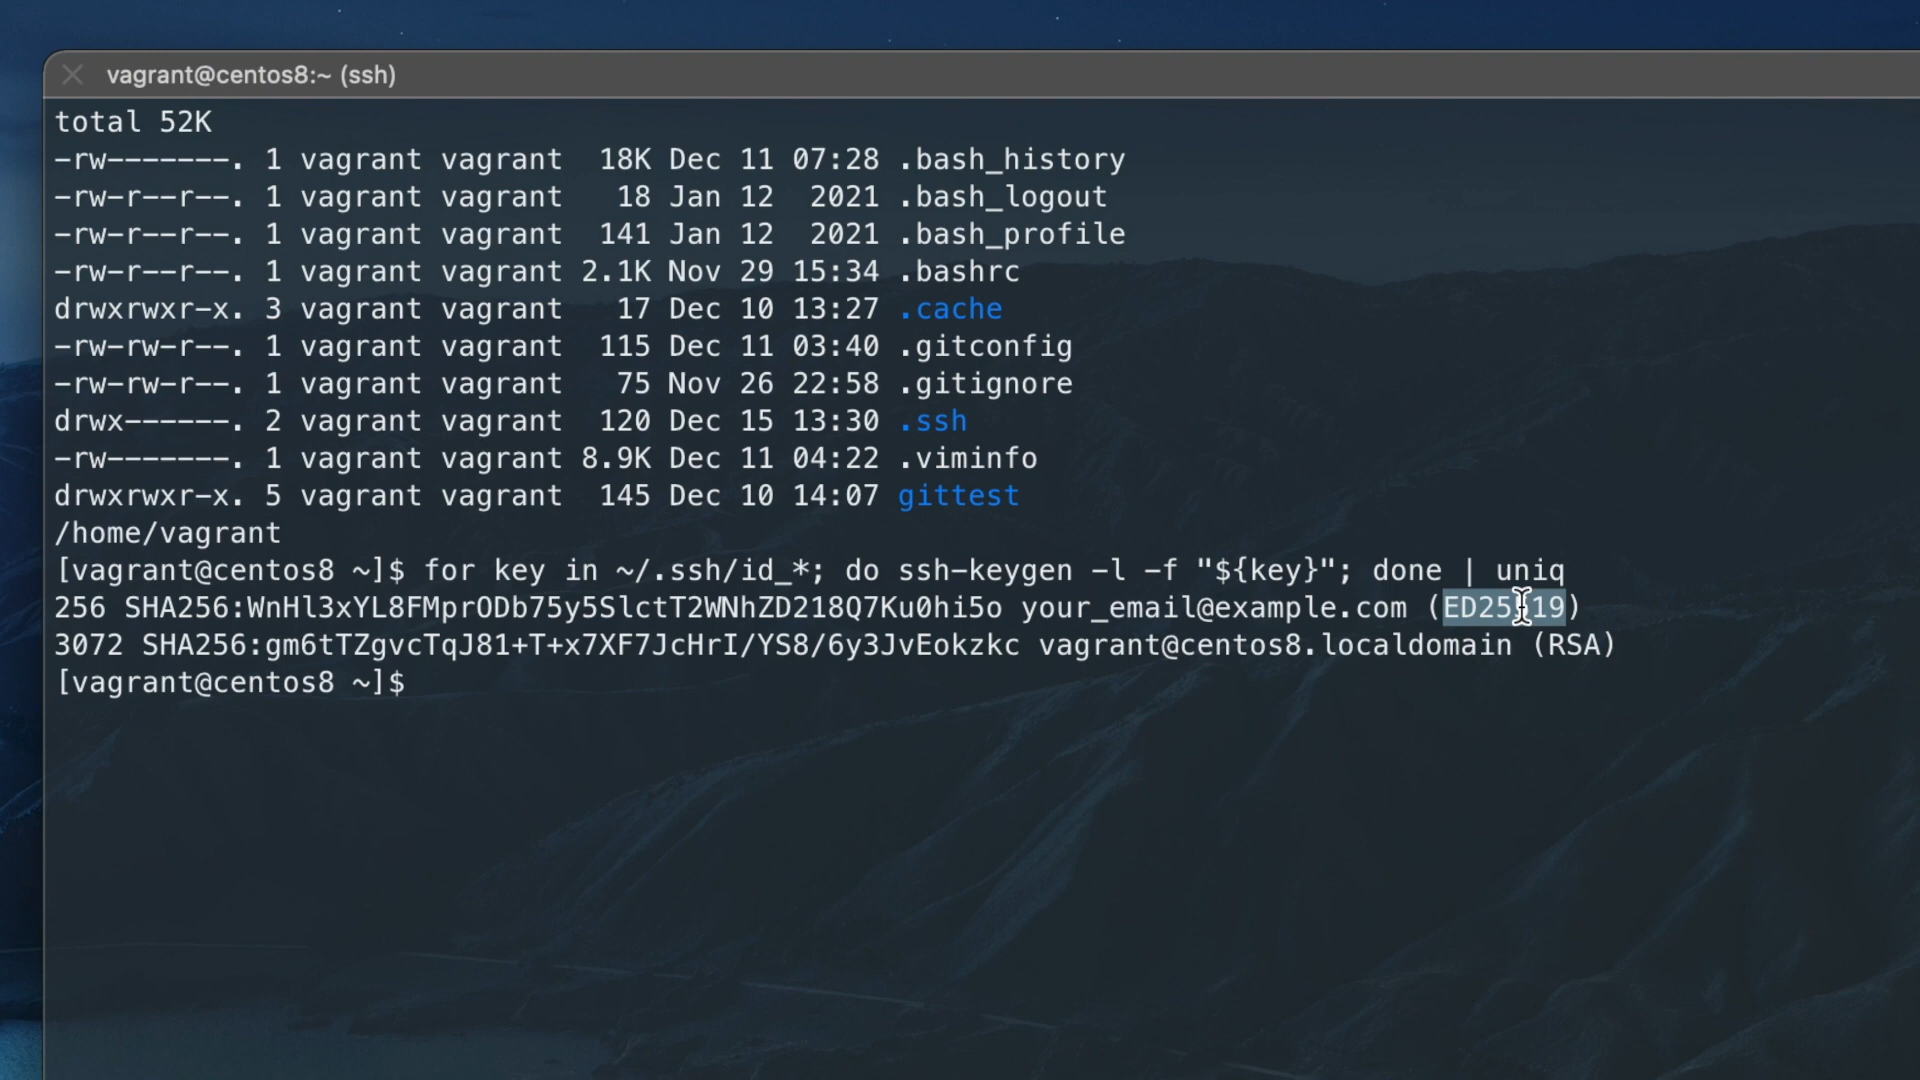 vagrant@centos8:~ (ssh)
total 52K
-rw-------. 1 vagrant vagrant  18K Dec 11 07:28 .bash_history
-rw-r--r--. 1 vagrant vagrant   18 Jan 12  2021 .bash_logout
-rw-r--r--. 1 vagrant vagrant  141 Jan 12  2021 .bash_profile
-rw-r--r--. 1 vagrant vagrant 2.1K Nov 29 15:34 .bashrc
drwxrwxr-x. 3 vagrant vagrant   17 Dec 10 13:27 .cache
-rw-rw-r--. 1 vagrant vagrant  115 Dec 11 03:40 .gitconfig
-rw-rw-r--. 1 vagrant vagrant   75 Nov 26 22:58 .gitignore
drwx------. 2 vagrant vagrant  120 Dec 15 13:30 .ssh
-rw-------. 1 vagrant vagrant 8.9K Dec 11 04:22 .viminfo
drwxrwxr-x. 5 vagrant vagrant  145 Dec 10 14:07 gittest
/home/vagrant
[vagrant@centos8 ~]$ for key in ~/.ssh/id_*; do ssh-keygen -l -f "${key}"; done | uniq
256 SHA256:WnHl3xYL8FMprODb75y5SlctT2WNhZD218Q7Ku0hi5o your_email@example.com (ED25519)
3072 SHA256:gm6tTZgvcTqJ81+T+x7XF7JcHrI/YS8/6y3JvEokzkc vagrant@centos8.localdomain (RSA)
[vagrant@centos8 ~]$